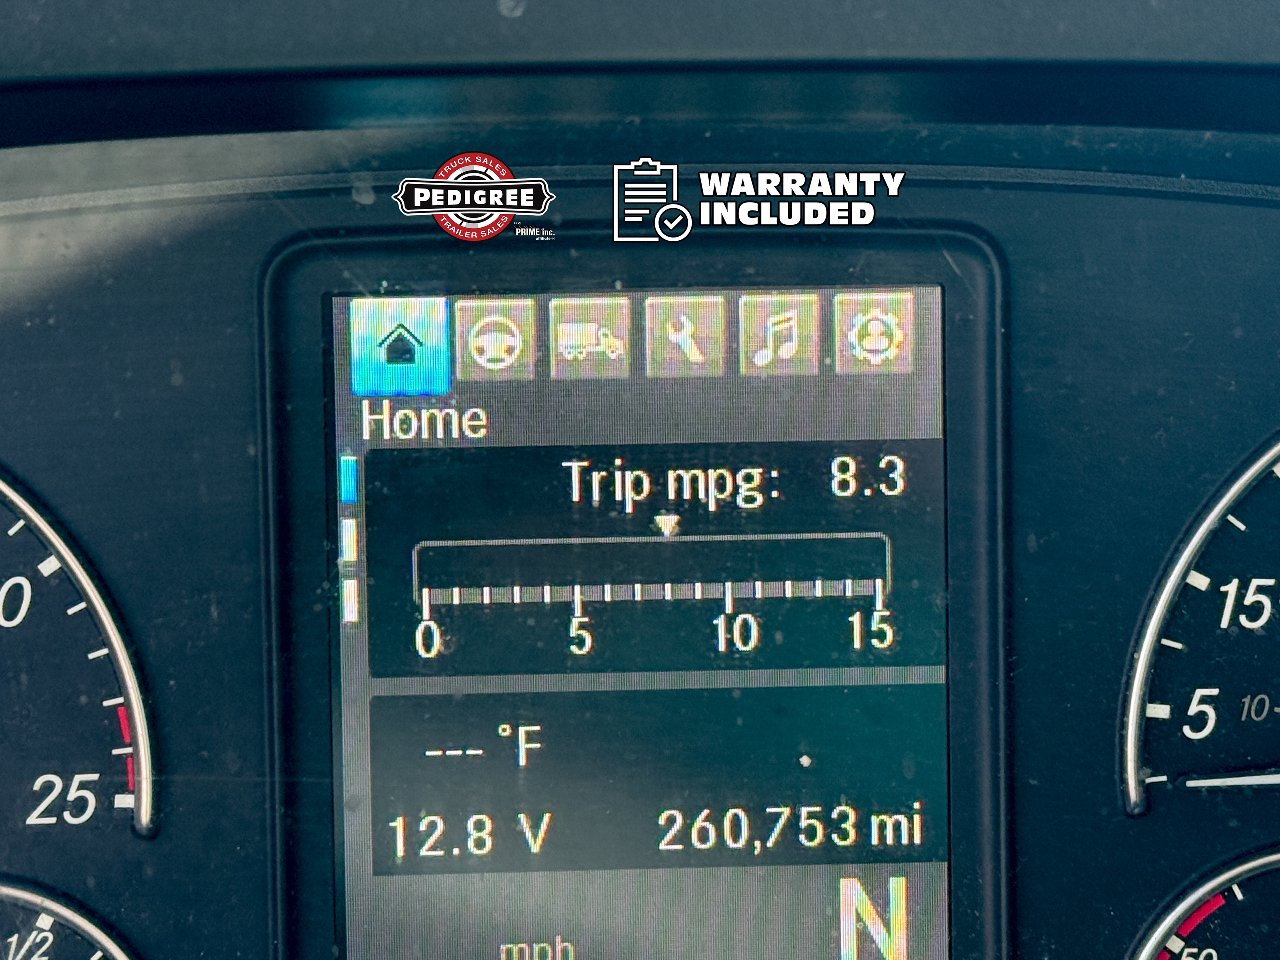 TRUCK SALES
PEDIGREE
TRAILER SALES
PRIME inc.
WARRANTY
INCLUDED
Home
Trip mpg: 8.3
0 5 10 15
--- °F
12.8 V 260,753 mi
N
mph
25
1/2
15
5 10
50